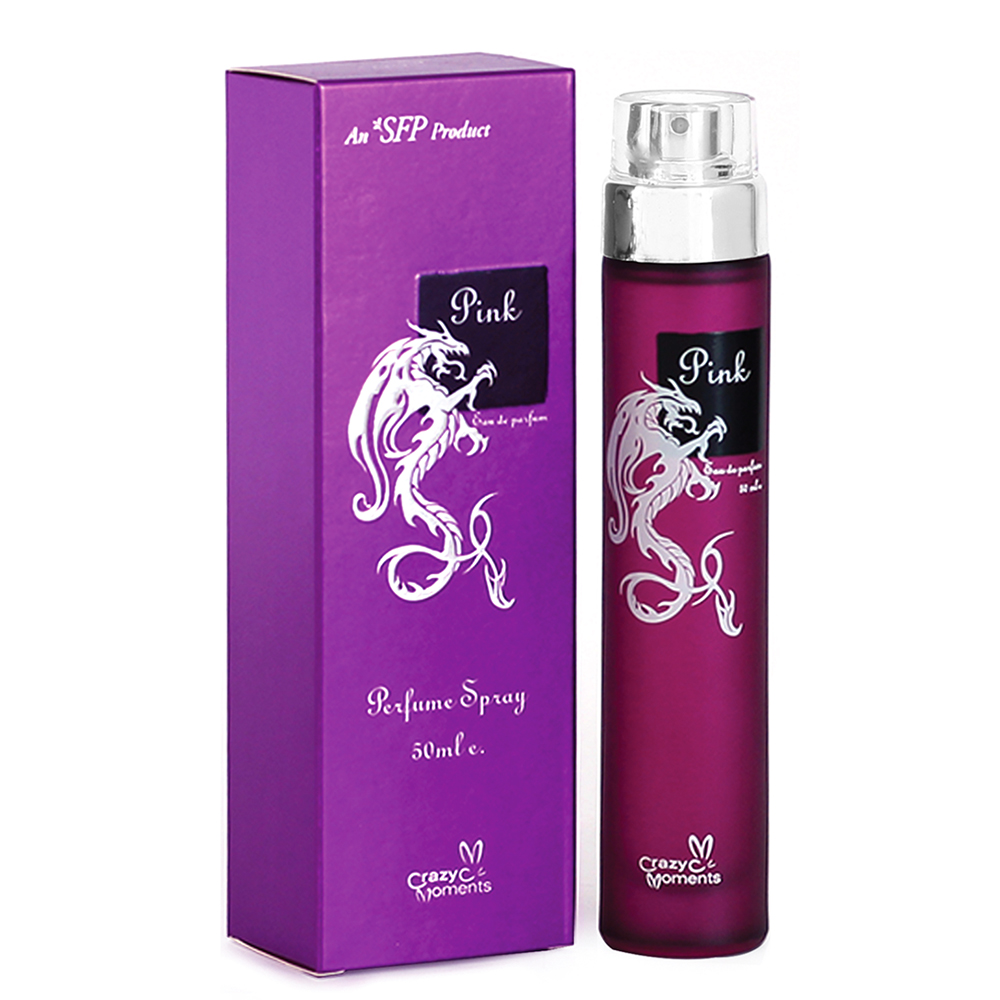 An SFP Product
Pink
Eau de parfum
Perfume Spray
50ml e.
Crazy
Moments
Pink
Eau de parfum
50 ml e
Crazy
Moments